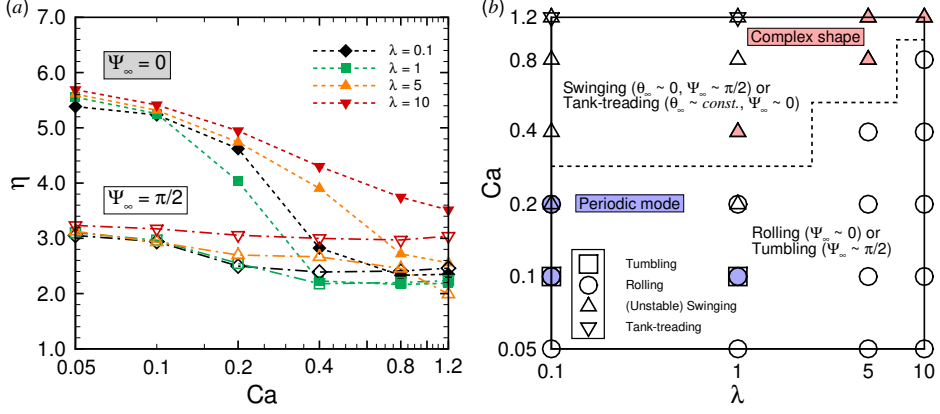 (a)
7.0
6.0
5.0
4.0
3.0
2.0
1.0
η
Ψ∞ = 0
Ψ∞ = π/2
λ = 0.1
λ = 1
λ = 5
λ = 10
0.05
0.1
0.2
0.4
0.8
1.2
Ca
(b)
1.2
0.8
0.4
0.2
0.1
0.05
Ca
Complex shape
Swinging (θ∞ ~ 0, Ψ∞ ~ π/2) or
Tank-treading (θ∞ ~ const., Ψ∞ ~ 0)
Periodic mode
Rolling (Ψ∞ ~ 0) or
Tumbling (Ψ∞ ~ π/2)
Tumbling
Rolling
(Unstable) Swinging
Tank-treading
0.1
1
5
10
λ